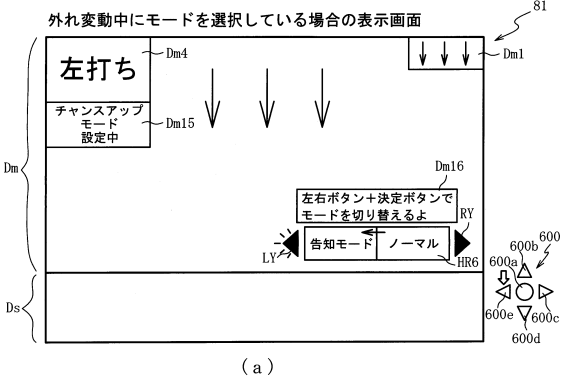 外れ変動中にモードを選択している場合の表示画面
81
左打ち
Dm4
Dm1
チャンスアップ
モード
設定中
Dm15
Dm
Dm16
左右ボタン＋決定ボタンで
モードを切り替えるよ
RY
告知モード
ノーマル
LY
HR6
600b
600
600a
600e
600c
600d
Ds
(a)